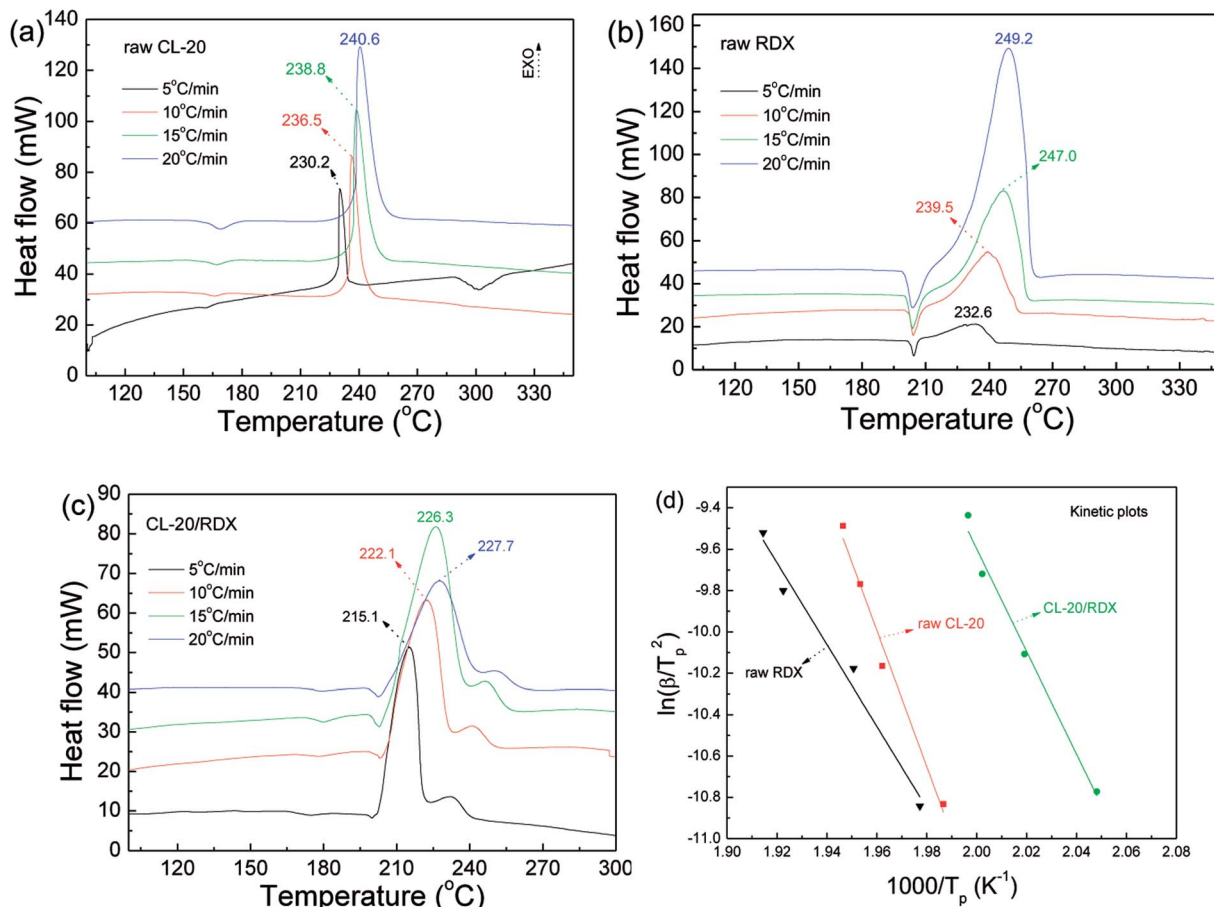 (a)
raw CL-20
5°C/min
10°C/min
15°C/min
20°C/min
240.6
238.8
236.5
230.2
EXO
Heat flow (mW)
140
120
100
80
60
40
20
0
120 150 180 210 240 270 300 330
Temperature (°C)
(b)
raw RDX
5°C/min
10°C/min
15°C/min
20°C/min
249.2
247.0
239.5
232.6
Heat flow (mW)
160
140
120
100
80
60
40
20
0
120 150 180 210 240 270 300 330
Temperature (°C)
(c)
CL-20/RDX
5°C/min
10°C/min
15°C/min
20°C/min
226.3
222.1
227.7
215.1
Heat flow (mW)
90
80
70
60
50
40
30
20
10
0
120 150 180 210 240 270 300
Temperature (°C)
(d)
Kinetic plots
CL-20/RDX
raw CL-20
raw RDX
ln(β/Tp²)
-9.4
-9.6
-9.8
-10.0
-10.2
-10.4
-10.6
-10.8
-11.0
1.90 1.92 1.94 1.96 1.98 2.00 2.02 2.04 2.06 2.08
1000/Tp (K⁻¹)